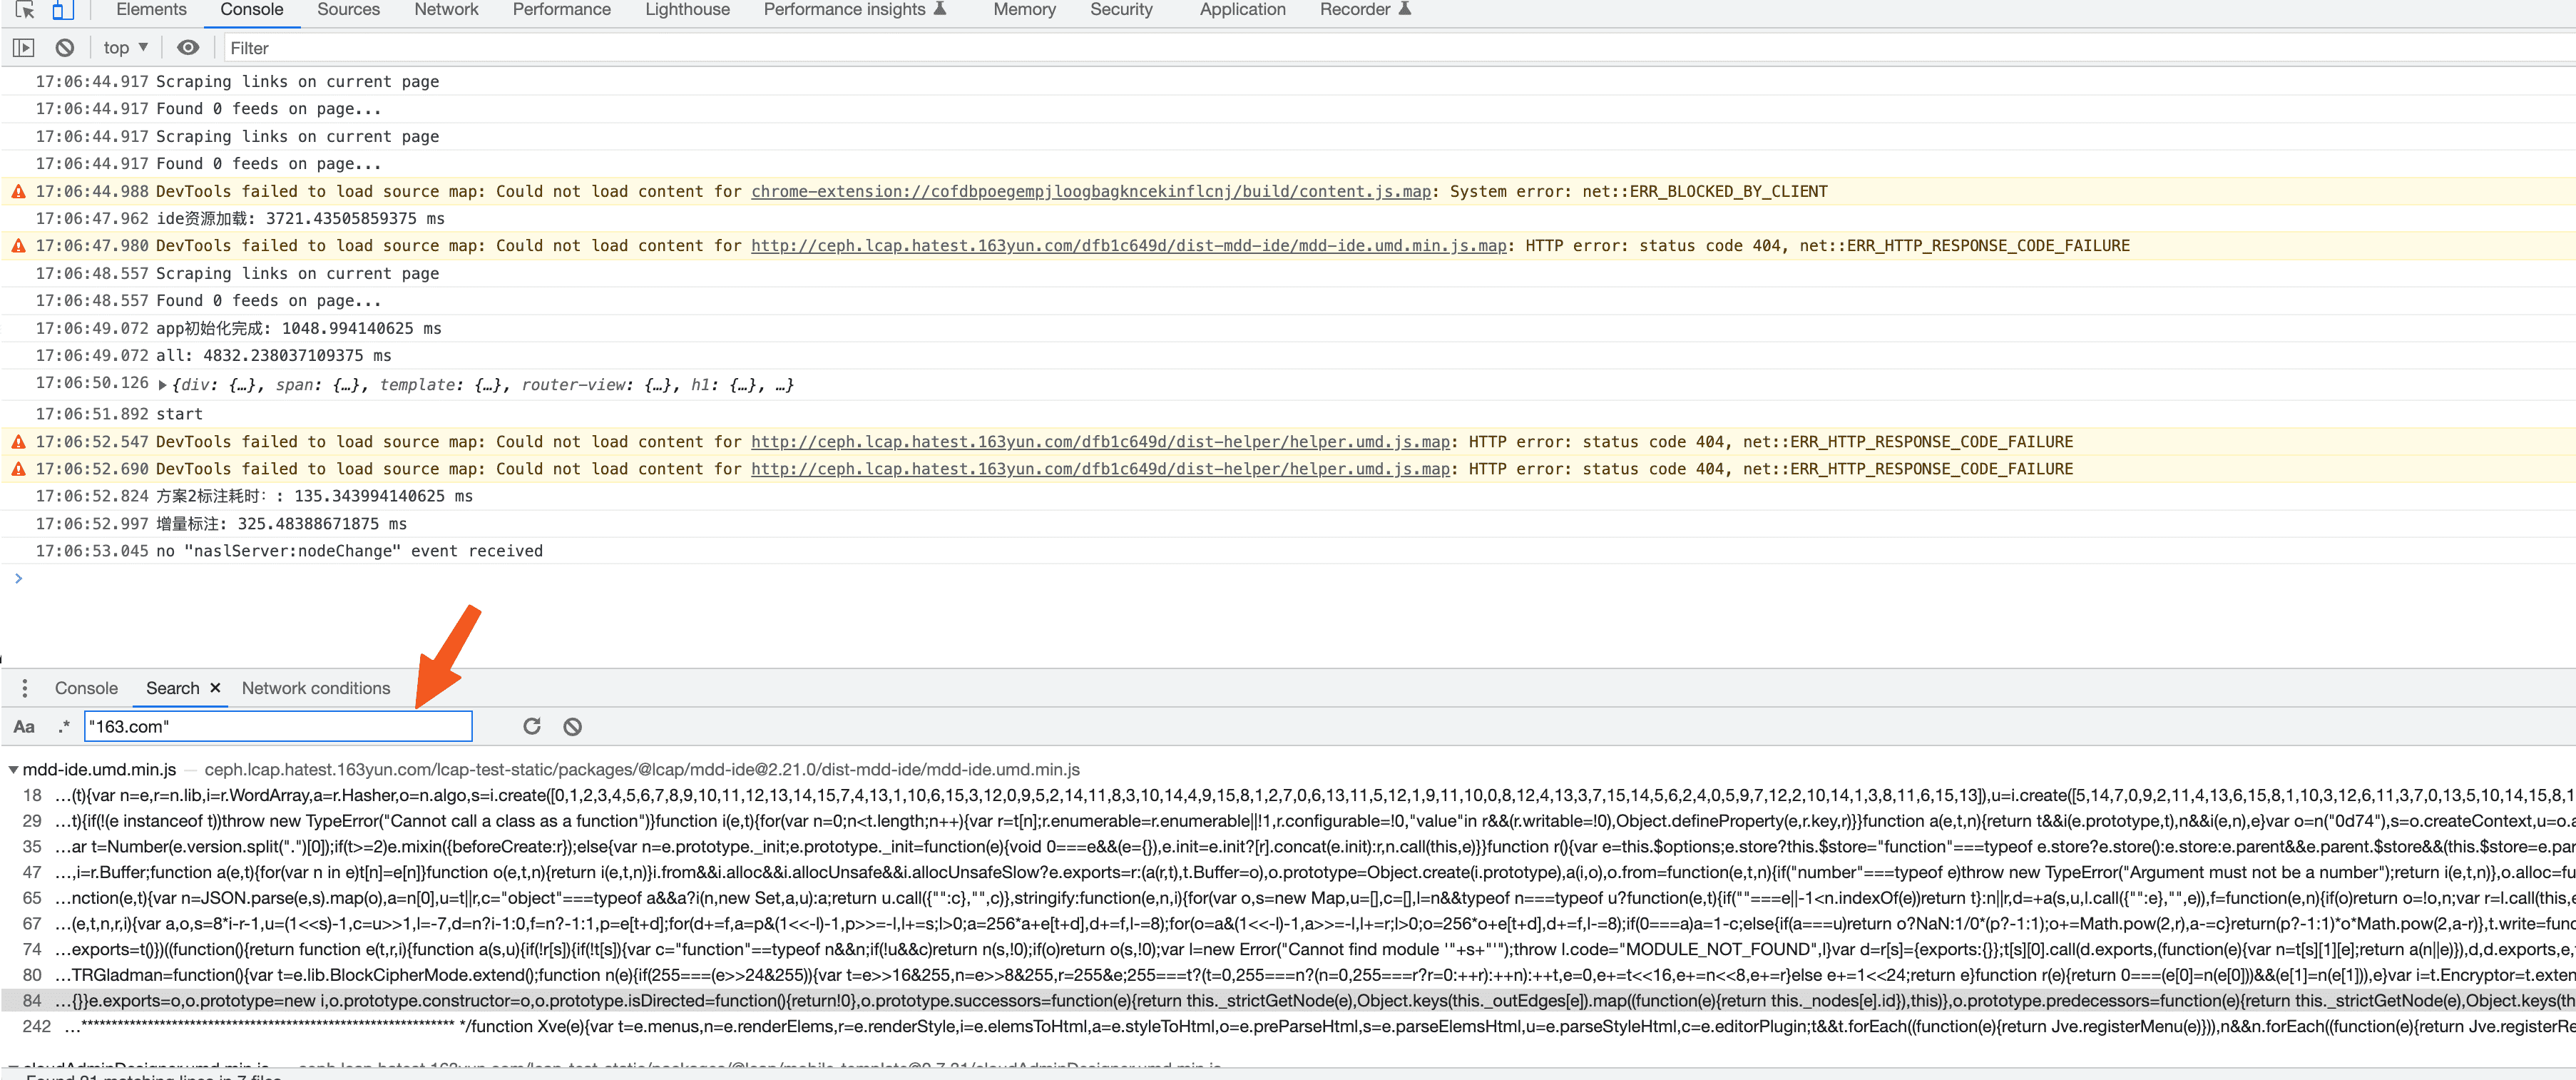 Elements Console Sources Network Performance Lighthouse Performance insights Memory Security Application Recorder
top ▼ Filter
17:06:44.917 Scraping links on current page
17:06:44.917 Found 0 feeds on page...
17:06:44.917 Scraping links on current page
17:06:44.917 Found 0 feeds on page...
17:06:44.988 DevTools failed to load source map: Could not load content for chrome-extension://cofdbpoegempjloogbagkncekinflcnj/build/content.js.map: System error: net::ERR_BLOCKED_BY_CLIENT
17:06:47.962 ide资源加载: 3721.43505859375 ms
17:06:47.980 DevTools failed to load source map: Could not load content for http://ceph.lcap.hatest.163yun.com/dfb1c649d/dist-mdd-ide/mdd-ide.umd.min.js.map: HTTP error: status code 404, net::ERR_HTTP_RESPONSE_CODE_FAILURE
17:06:48.557 Scraping links on current page
17:06:48.557 Found 0 feeds on page...
17:06:49.072 app初始化完成: 1048.994140625 ms
17:06:49.072 all: 4832.238037109375 ms
17:06:50.126 ▶{div: {…}, span: {…}, template: {…}, router-view: {…}, h1: {…}, …}
17:06:51.892 start
17:06:52.547 DevTools failed to load source map: Could not load content for http://ceph.lcap.hatest.163yun.com/dfb1c649d/dist-helper/helper.umd.js.map: HTTP error: status code 404, net::ERR_HTTP_RESPONSE_CODE_FAILURE
17:06:52.690 DevTools failed to load source map: Could not load content for http://ceph.lcap.hatest.163yun.com/dfb1c649d/dist-helper/helper.umd.js.map: HTTP error: status code 404, net::ERR_HTTP_RESPONSE_CODE_FAILURE
17:06:52.824 方案2标注耗时：: 135.343994140625 ms
17:06:52.997 增量标注: 325.48388671875 ms
17:06:53.045 no "naslServer:nodeChange" event received
>
Console Search × Network conditions
Aa .* "163.com"
▼ mdd-ide.umd.min.js — ceph.lcap.hatest.163yun.com/lcap-test-static/packages/@lcap/mdd-ide@2.21.0/dist-mdd-ide/mdd-ide.umd.min.js
18 …(t){var n=e,r=n.lib,i=r.WordArray,a=r.Hasher,o=n.algo,s=i.create([0,1,2,3,4,5,6,7,8,9,10,11,12,13,14,15,7,4,13,1,10,6,15,3,12,0,9,5,2,14,11,8,3,10,14,4,9,15,8,1,2,7,0,6,13,11,5,12,1,9,11,10,0,8,12,4,13,3,7,15,14,5,6,2,4,0,5,9,7,12,2,10,14,1,3,8,11,6,15,13]),u=i.create([5,14,7,0,9,2,11,4,13,6,15,8,1,10,3,12,6,11,3,7,0,13,5,10,14,15,8,1
29 …t){if(!(e instanceof t))throw new TypeError("Cannot call a class as a function")}function i(e,t){for(var n=0;n<t.length;n++){var r=t[n];r.enumerable=r.enumerable||!1,r.configurable=!0,"value"in r&&(r.writable=!0),Object.defineProperty(e,r.key,r)}}function a(e,t,n){return t&&i(e.prototype,t),n&&i(e,n),e}var o=n("0d74"),s=o.createContext,u=o.a
35 …ar t=Number(e.version.split(".")[0]);if(t>=2)e.mixin({beforeCreate:r});else{var n=e.prototype._init;e.prototype._init=function(e){void 0===e&&(e={}),e.init=e.init?[r].concat(e.init):r,n.call(this,e)}}function r(){var e=this.$options;e.store?this.$store="function"===typeof e.store?e.store():e.store:e.parent&&e.parent.$store&&(this.$store=e.par
47 …,i=r.Buffer;function a(e,t){for(var n in e)t[n]=e[n]}function o(e,t,n){return i(e,t,n)}i.from&&i.alloc&&i.allocUnsafe&&i.allocUnsafeSlow?e.exports=r:(a(r,t),t.Buffer=o),o.prototype=Object.create(i.prototype),a(i,o),o.from=function(e,t,n){if("number"===typeof e)throw new TypeError("Argument must not be a number");return i(e,t,n)},o.alloc=fu
65 …nction(e,t){var n=JSON.parse(e,s).map(o),a=n[0],u=t||r,c="object"===typeof a&&a?i(n,new Set,a,u):a;return u.call({"":c},"",c)},stringify:function(e,n,i){for(var o,s=new Map,u=[],c=[],l=n&&typeof n===typeof u?function(e,t){if(""===e||-1<n.indexOf(e))return t}:n||r,d=+a(s,u,l.call({"":e},"",e)),f=function(e,n){if(o)return o=!o,n;var r=l.call(this,e
67 …(e,t,n,r,i){var a,o,s=8*i-r-1,u=(1<<s)-1,c=u>>1,l=-7,d=n?i-1:0,f=n?-1:1,p=e[t+d];for(d+=f,a=p&(1<<-l)-1,p>>=-l,l+=s;l>0;a=256*a+e[t+d],d+=f,l-=8);for(o=a&(1<<-l)-1,a>>=-l,l+=r;l>0;o=256*o+e[t+d],d+=f,l-=8);if(0===a)a=1-c;else{if(a===u)return o?NaN:1/0*(p?-1:1);o+=Math.pow(2,r),a-=c}return(p?-1:1)*o*Math.pow(2,a-r)},t.write=func
74 …exports=t()})((function(){return function e(t,r,i){function a(s,u){if(!r[s]){if(!t[s]){var c="function"==typeof n&&n;if(!u&&c)return n(s,!0);if(o)return o(s,!0);var l=new Error("Cannot find module '"+s+"'");throw l.code="MODULE_NOT_FOUND",l}var d=r[s]={exports:{}};t[s][0].call(d.exports,(function(e){var n=t[s][1][e];return a(n||e)}),d,d.exports,e,
80 …TRGladman=function(){var t=e.lib.BlockCipherMode.extend();function n(e){if(255===(e>>24&255)){var t=e>>16&255,n=e>>8&255,r=255&e;255===t?(t=0,255===n?(n=0,255===r?r=0:++r):++n):++t,e=0,e+=t<<16,e+=n<<8,e+=r}else e+=1<<24;return e}function r(e){return 0===(e[0]=n(e[0]))&&(e[1]=n(e[1])),e}var i=t.Encryptor=t.exten
84 …{}}e.exports=o,o.prototype=new i,o.prototype.constructor=o,o.prototype.isDirected=function(){return!0},o.prototype.successors=function(e){return this._strictGetNode(e),Object.keys(this._outEdges[e]).map((function(e){return this._nodes[e].id}),this)},o.prototype.predecessors=function(e){return this._strictGetNode(e),Object.keys(th
242 …************************************************************** */function Xve(e){var t=e.menus,n=e.renderElems,r=e.renderStyle,i=e.elemsToHtml,a=e.styleToHtml,o=e.preParseHtml,s=e.parseElemsHtml,u=e.parseStyleHtml,c=e.editorPlugin;t&&t.forEach((function(e){return Jve.registerMenu(e)})),n&&n.forEach((function(e){return Jve.registerRe